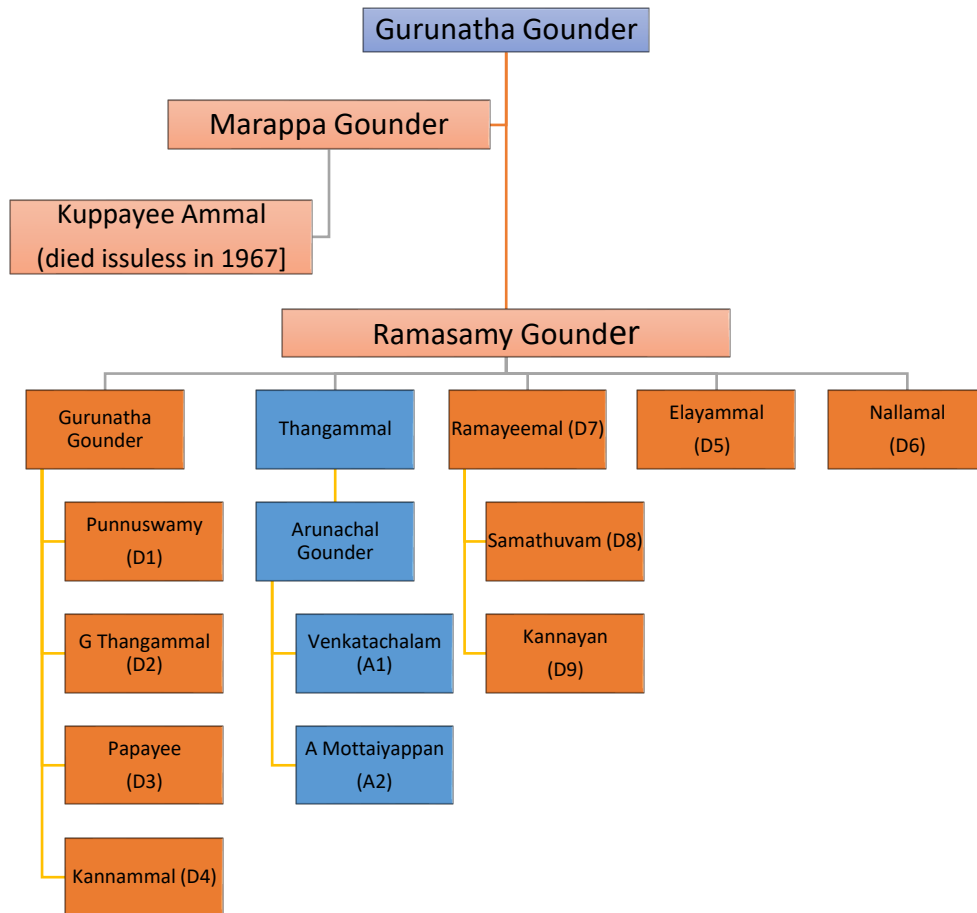 Gurunatha Gounder
Marappa Gounder
Kuppayee Ammal
(died issuless in 1967]
Ramasamy Gounder
Gurunatha
Gounder
Thangammal
Ramayeemal (D7)
Elayammal
(D5)
Nallamal
(D6)
Punnuswamy
(D1)
Arunachal
Gounder
Samathuvam (D8)
G Thangammal
(D2)
Venkatachalam
(A1)
Kannayan
(D9)
Papayee
(D3)
A Mottaiyappan
(A2)
Kannammal (D4)